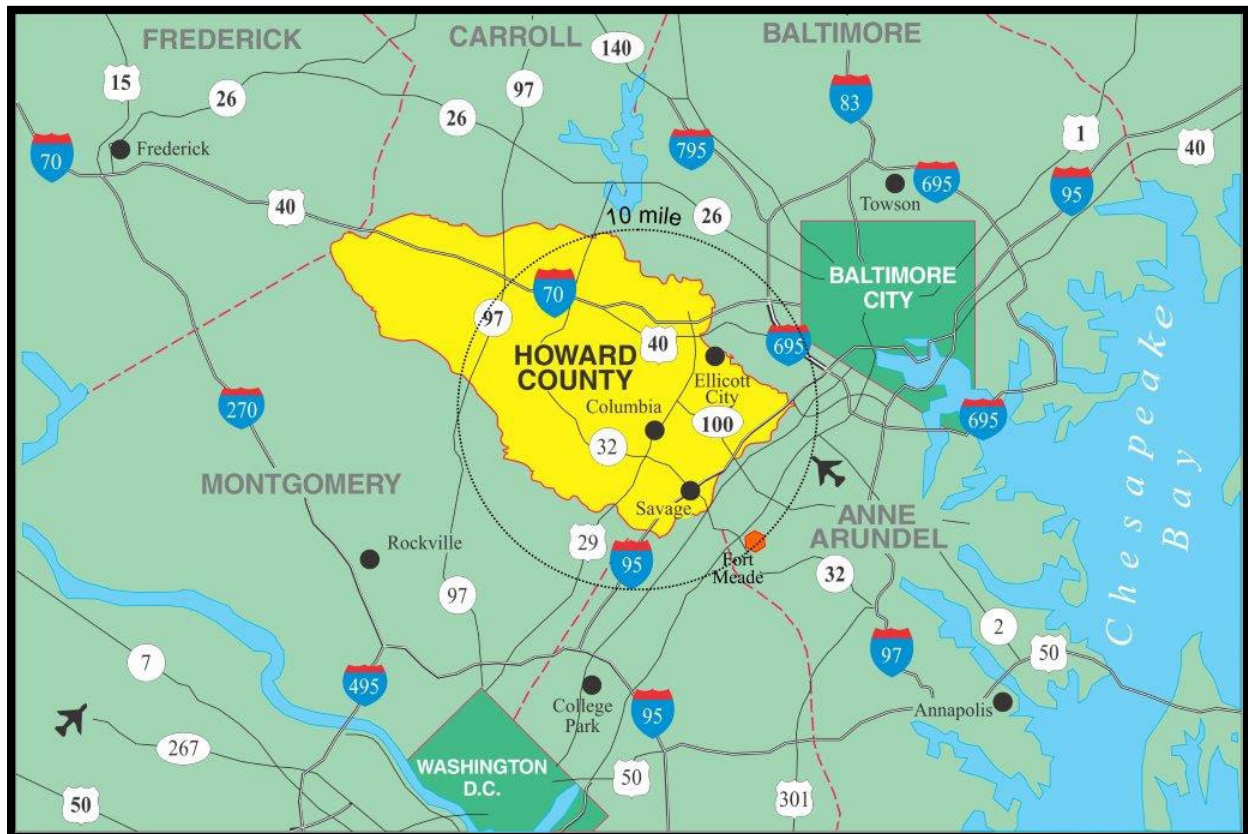 FREDERICK
CARROLL
BALTIMORE
140
15
97
83
26
26
1
795
40
70
Frederick
695
95
Towson
40
10 mile
26
BALTIMORE
CITY
70
97
40
695
HOWARD
COUNTY
Ellicott
City
270
Columbia
100
695
32
MONTGOMERY
Savage
ANNE
ARUNDEL
29
Rockville
95
Fort
Meade
32
97
2
7
97
50
495
College
Park
95
Annapolis
267
WASHINGTON
D.C.
50
50
301
Chesapeake
Bay